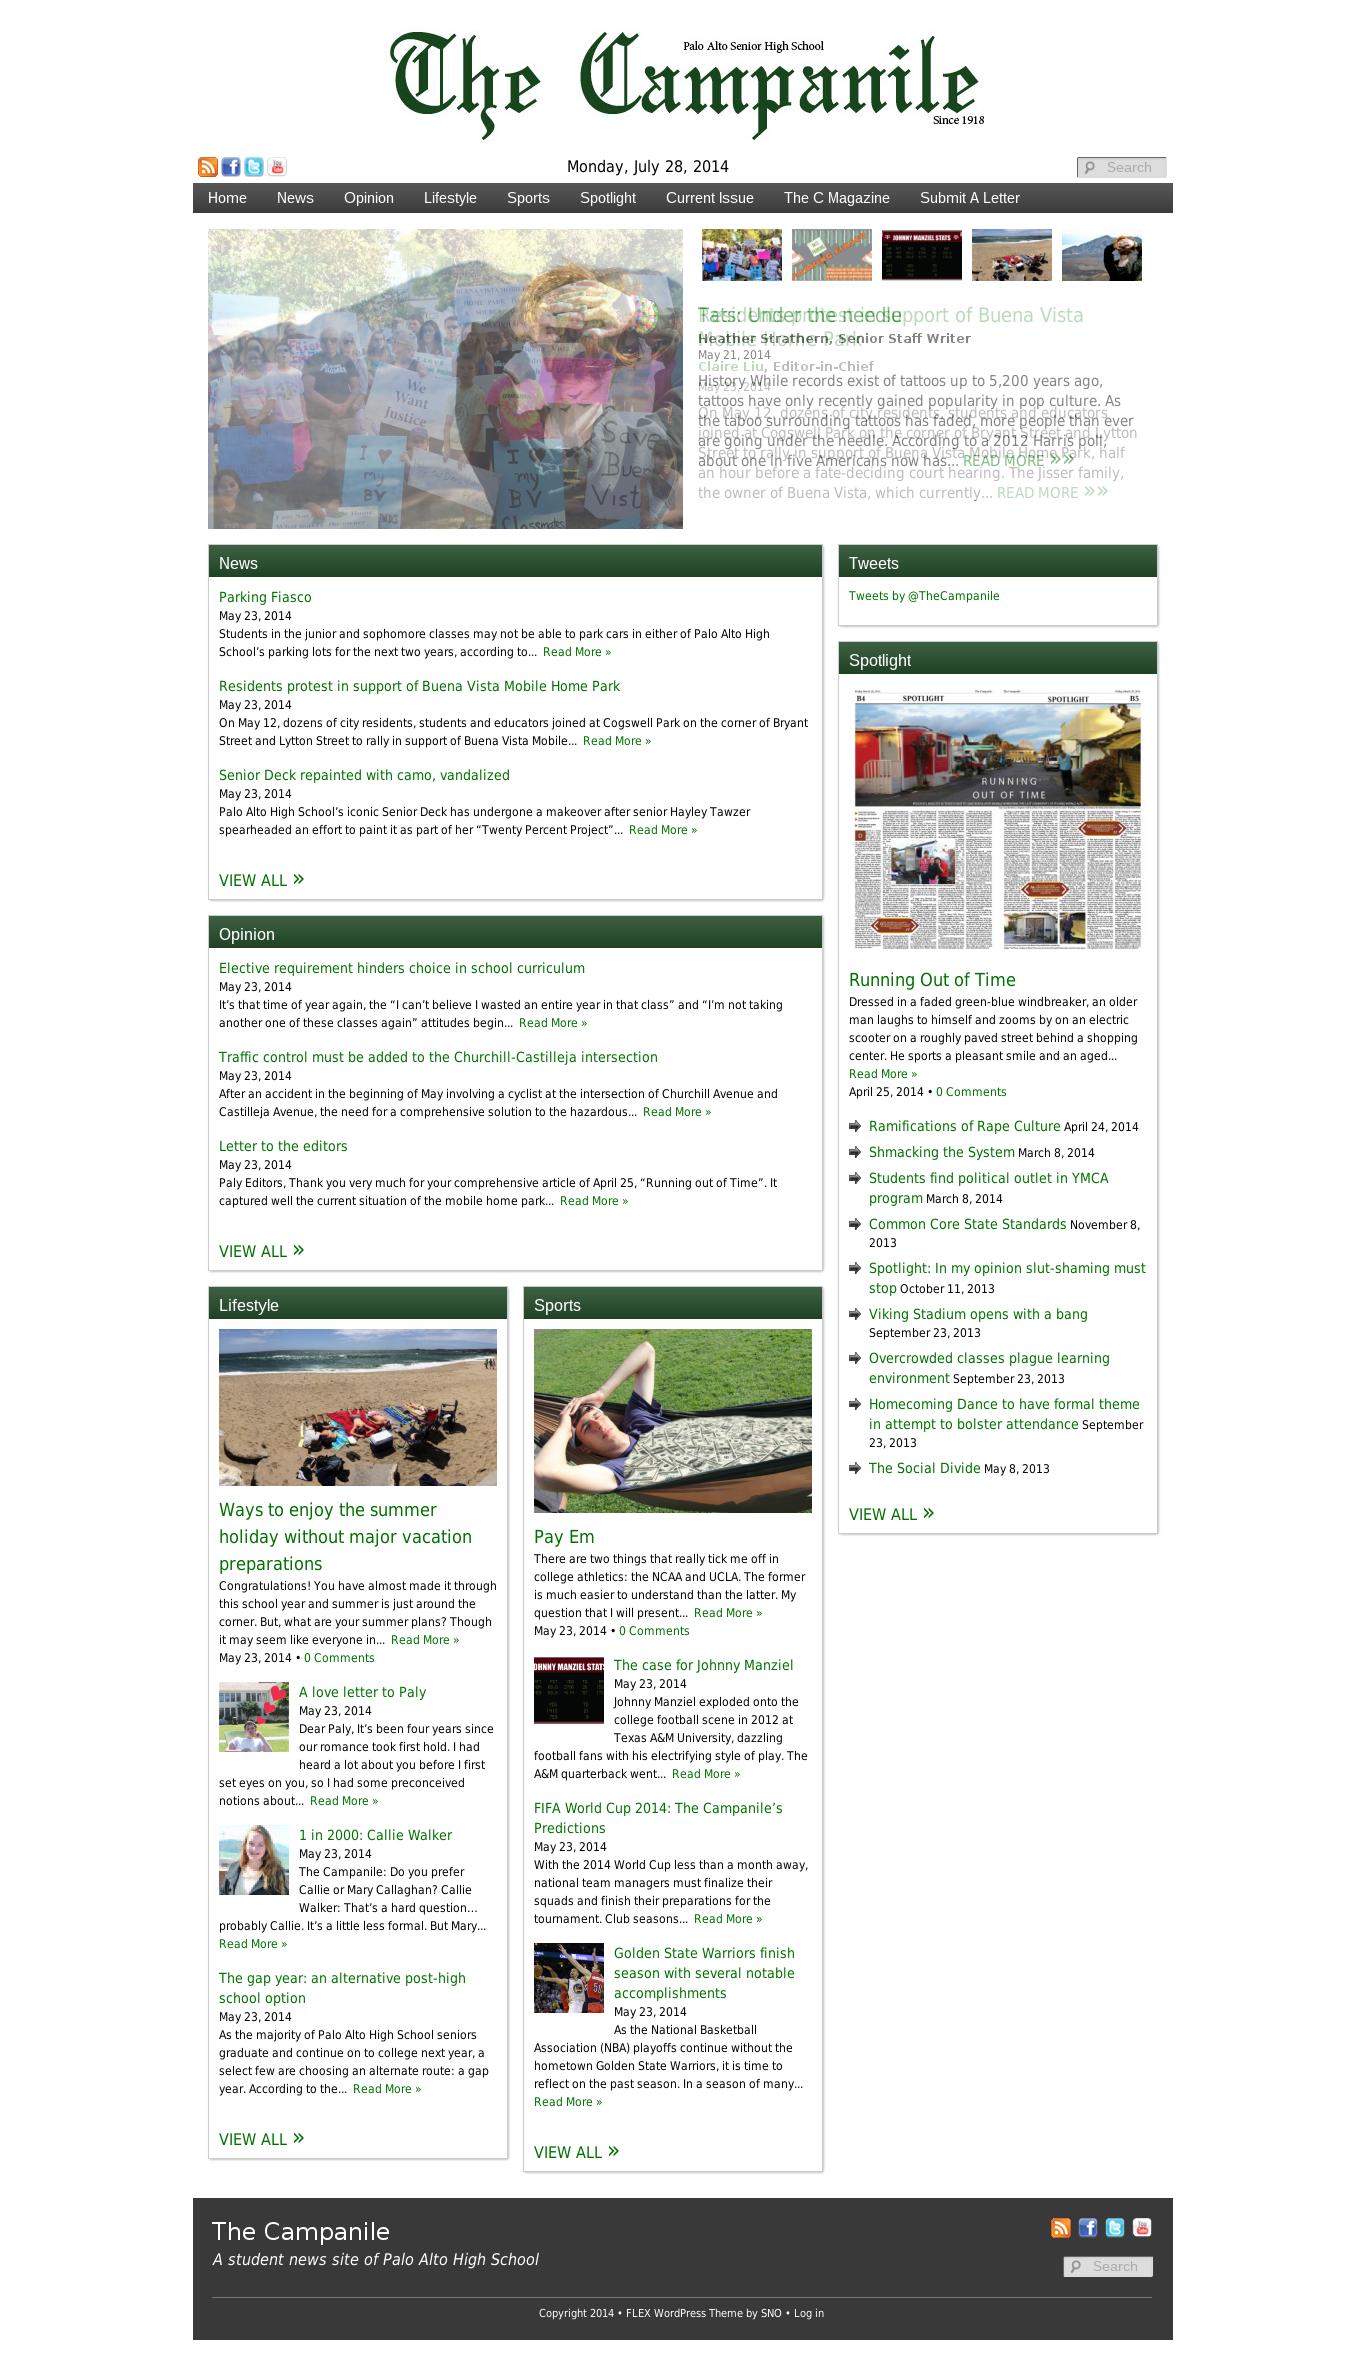 The Campanile
Palo Alto Senior High School
Since 1918
Monday, July 28, 2014
Search
Home News Opinion Lifestyle Sports Spotlight Current Issue The C Magazine Submit A Letter
JOHNNY MANZIEL STATS
We Want Justice
I ♥ my BV
I my BV Classmates
Save Buena Vista
Tats: Under the needle
Heather Strathern, Senior Staff Writer
May 21, 2014
History While records exist of tattoos up to 5,200 years ago,
tattoos have only recently gained popularity in pop culture. As
the taboo surrounding tattoos has faded, more people than ever
are going under the needle. According to a 2012 Harris poll,
about one in five Americans now has... READ MORE »»
Residents protest in support of Buena Vista
Mobile Home Park
Claire Liu, Editor-in-Chief
May 23, 2014
On May 12, dozens of city residents, students and educators
joined at Cogswell Park on the corner of Bryant Street and Lytton
Street to rally in support of Buena Vista Mobile Home Park, half
an hour before a fate-deciding court hearing. The Jisser family,
the owner of Buena Vista, which currently... READ MORE »»
News
Parking Fiasco
May 23, 2014
Students in the junior and sophomore classes may not be able to park cars in either of Palo Alto High
School’s parking lots for the next two years, according to... Read More »
Residents protest in support of Buena Vista Mobile Home Park
May 23, 2014
On May 12, dozens of city residents, students and educators joined at Cogswell Park on the corner of Bryant
Street and Lytton Street to rally in support of Buena Vista Mobile... Read More »
Senior Deck repainted with camo, vandalized
May 23, 2014
Palo Alto High School’s iconic Senior Deck has undergone a makeover after senior Hayley Tawzer
spearheaded an effort to paint it as part of her “Twenty Percent Project”... Read More »
VIEW ALL »
Opinion
Elective requirement hinders choice in school curriculum
May 23, 2014
It’s that time of year again, the “I can’t believe I wasted an entire year in that class” and “I’m not taking
another one of these classes again” attitudes begin... Read More »
Traffic control must be added to the Churchill-Castilleja intersection
May 23, 2014
After an accident in the beginning of May involving a cyclist at the intersection of Churchill Avenue and
Castilleja Avenue, the need for a comprehensive solution to the hazardous... Read More »
Letter to the editors
May 23, 2014
Paly Editors, Thank you very much for your comprehensive article of April 25, “Running out of Time”. It
captured well the current situation of the mobile home park... Read More »
VIEW ALL »
Lifestyle
Ways to enjoy the summer
holiday without major vacation
preparations
Congratulations! You have almost made it through
this school year and summer is just around the
corner. But, what are your summer plans? Though
it may seem like everyone in... Read More »
May 23, 2014 • 0 Comments
A love letter to Paly
May 23, 2014
Dear Paly, It’s been four years since
our romance took first hold. I had
heard a lot about you before I first
set eyes on you, so I had some preconceived
notions about... Read More »
1 in 2000: Callie Walker
May 23, 2014
The Campanile: Do you prefer
Callie or Mary Callaghan? Callie
Walker: That’s a hard question…
probably Callie. It’s a little less formal. But Mary...
Read More »
The gap year: an alternative post-high
school option
May 23, 2014
As the majority of Palo Alto High School seniors
graduate and continue on to college next year, a
select few are choosing an alternate route: a gap
year. According to the... Read More »
VIEW ALL »
Sports
Pay Em
There are two things that really tick me off in
college athletics: the NCAA and UCLA. The former
is much easier to understand than the latter. My
question that I will present... Read More »
May 23, 2014 • 0 Comments
JOHNNY MANZIEL STATS
The case for Johnny Manziel
May 23, 2014
Johnny Manziel exploded onto the
college football scene in 2012 at
Texas A&M University, dazzling
football fans with his electrifying style of play. The
A&M quarterback went... Read More »
FIFA World Cup 2014: The Campanile’s
Predictions
May 23, 2014
With the 2014 World Cup less than a month away,
national team managers must finalize their
squads and finish their preparations for the
tournament. Club seasons... Read More »
Golden State Warriors finish
season with several notable
accomplishments
May 23, 2014
As the National Basketball
Association (NBA) playoffs continue without the
hometown Golden State Warriors, it is time to
reflect on the past season. In a season of many...
Read More »
VIEW ALL »
Tweets
Tweets by @TheCampanile
Spotlight
B4 SPOTLIGHT SPOTLIGHT B5
RUNNING
OUT OF TIME
Running Out of Time
Dressed in a faded green-blue windbreaker, an older
man laughs to himself and zooms by on an electric
scooter on a roughly paved street behind a shopping
center. He sports a pleasant smile and an aged...
Read More »
April 25, 2014 • 0 Comments
Ramifications of Rape Culture April 24, 2014
Shmacking the System March 8, 2014
Students find political outlet in YMCA
program March 8, 2014
Common Core State Standards November 8,
2013
Spotlight: In my opinion slut-shaming must
stop October 11, 2013
Viking Stadium opens with a bang
September 23, 2013
Overcrowded classes plague learning
environment September 23, 2013
Homecoming Dance to have formal theme
in attempt to bolster attendance September
23, 2013
The Social Divide May 8, 2013
VIEW ALL »
The Campanile
A student news site of Palo Alto High School
Search
Copyright 2014 • FLEX WordPress Theme by SNO • Log in